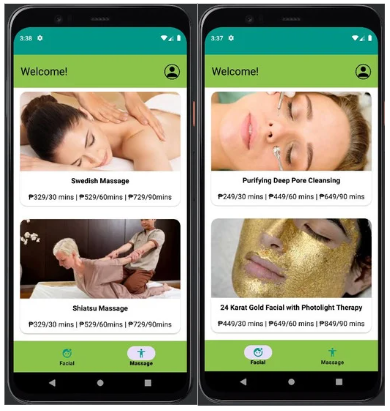 3:38
Welcome!
Swedish Massage
₱329/30 mins | ₱529/60mins | ₱729/90mins
Shiatsu Massage
₱329/30 mins | ₱529/60mins | ₱729/90mins
Facial
Massage
3:37
Welcome!
Purifying Deep Pore Cleansing
₱249/30 mins | ₱449/60 mins | ₱649/90 mins
24 Karat Gold Facial with Photolight Therapy
₱449/30 mins | ₱649/60 mins | ₱849/90 mins
Facial
Massage